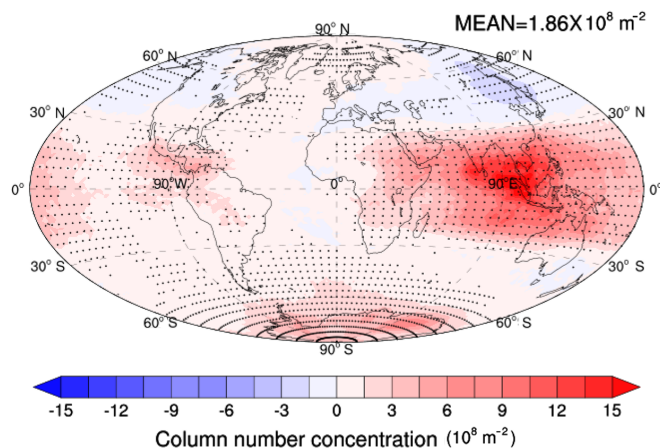 MEAN=1.86X10⁸ m⁻²
90° N
60° N
60° N
30° N
30° N
0°
90°W
0°
90°E
0°
30° S
30° S
60° S
60° S
90° S
-15 -12 -9 -6 -3 0 3 6 9 12 15
Column number concentration (10⁸ m⁻²)